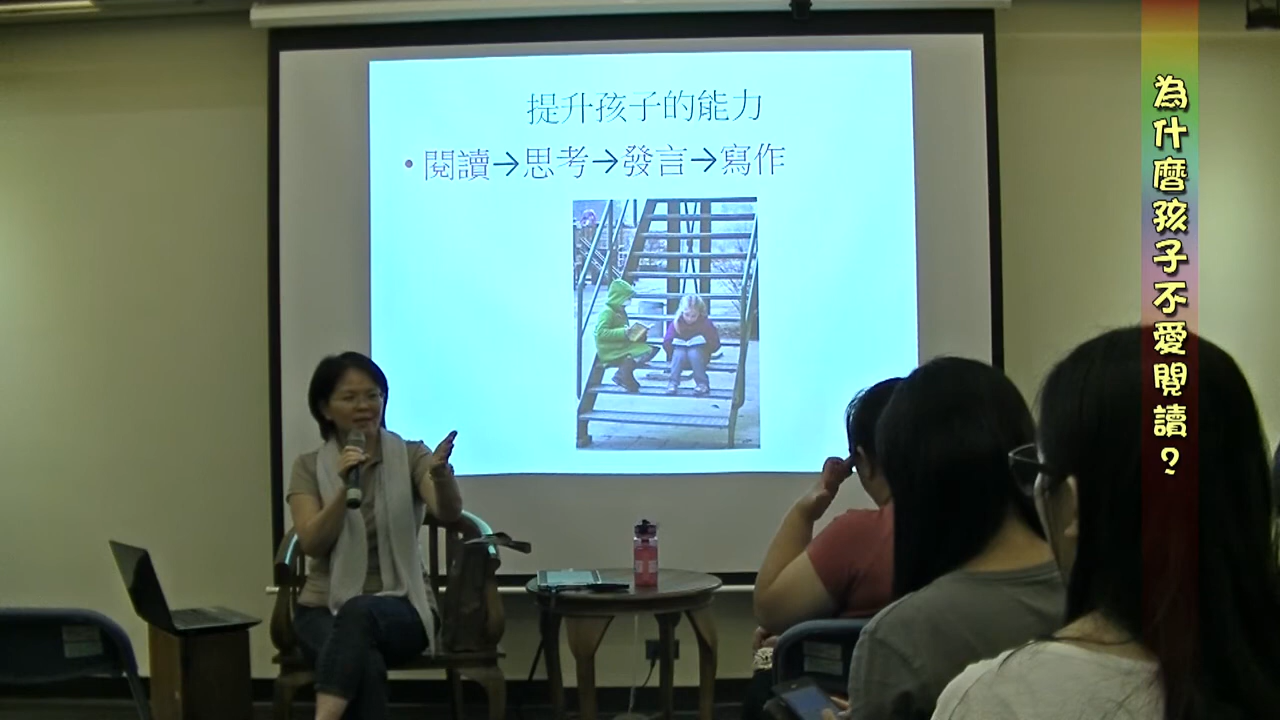 提升孩子的能力
• 閱讀→思考→發言→寫作
為什麼孩子不愛閱讀？